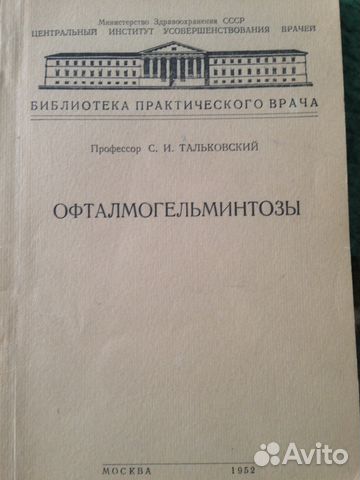 Министерство Здравоохранения СССР
ЦЕНТРАЛЬНЫЙ ИНСТИТУТ УСОВЕРШЕНСТВОВАНИЯ ВРАЧЕЙ
БИБЛИОТЕКА ПРАКТИЧЕСКОГО ВРАЧА
Профессор С. И. ТАЛЬКОВСКИЙ
ОФТАЛМОГЕЛЬМИНТОЗЫ
МОСКВА 1952
Avito